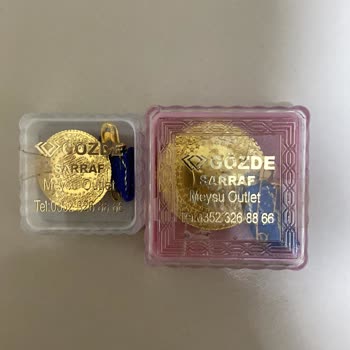 GÖZDE
SARRAF
Meysu Outlet
GÖZDE
SARRAF
Meysu Outlet
Tel:0352 326 88 66